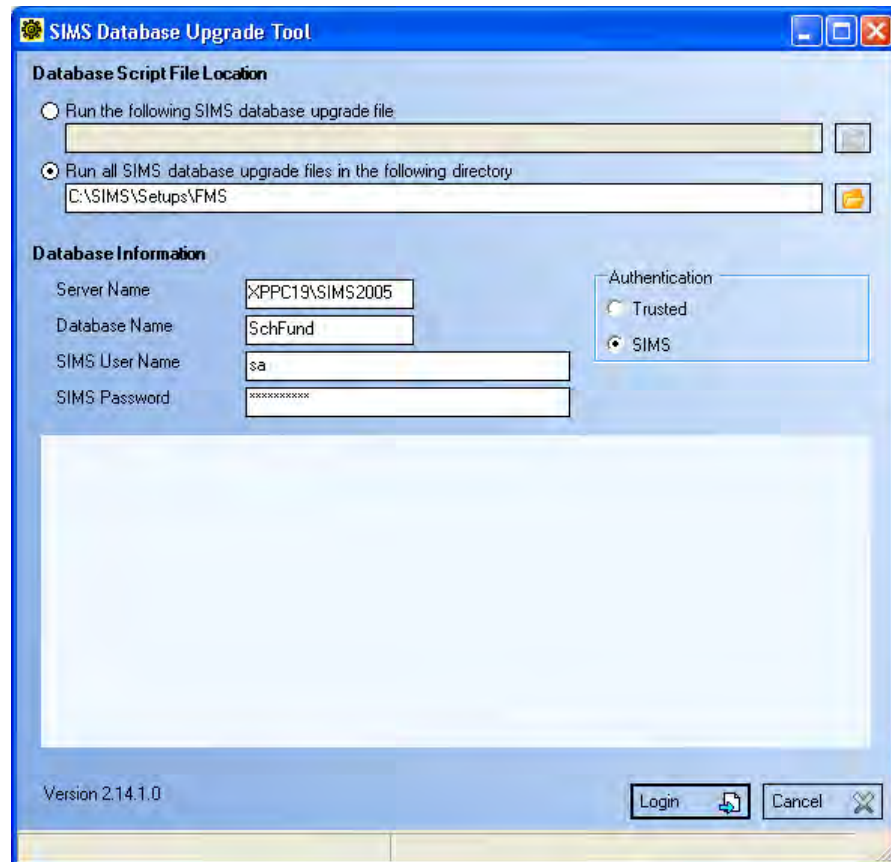 SIMS Database Upgrade Tool
Database Script File Location
Run the following SIMS database upgrade file
Run all SIMS database upgrade files in the following directory
C:\SIMS\Setups\FMS
Database Information
Server Name
XPPC19\SIMS2005
Database Name
SchFund
SIMS User Name
sa
SIMS Password
××××××××××
Authentication
Trusted
SIMS
Version 2.14.1.0
Login
Cancel